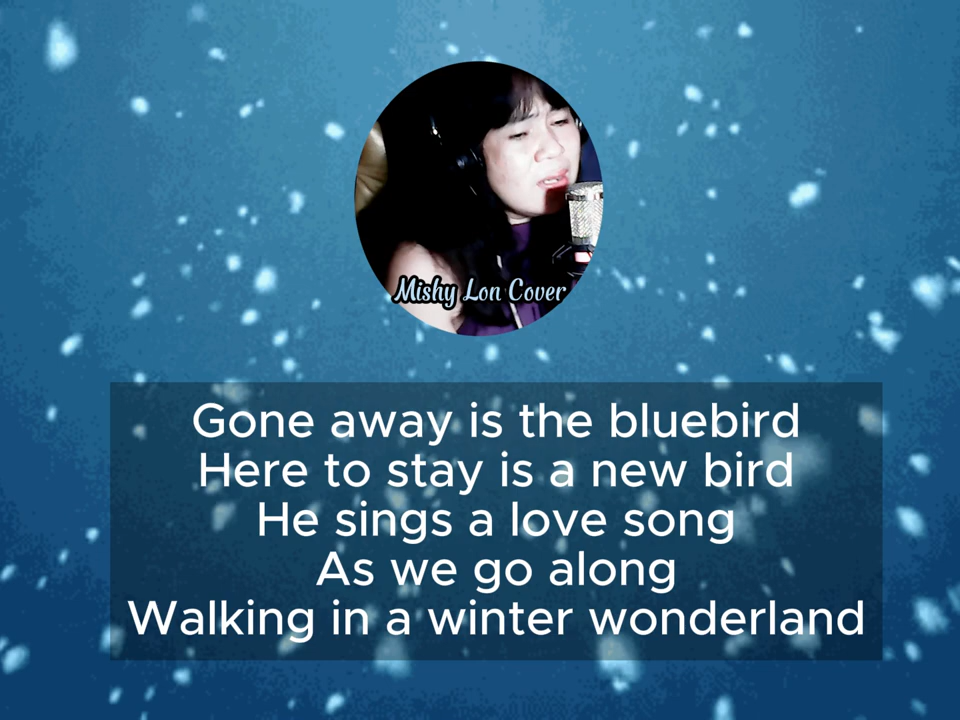 Mishy Lon Cover
Gone away is the bluebird
Here to stay is a new bird
He sings a love song
As we go along
Walking in a winter wonderland